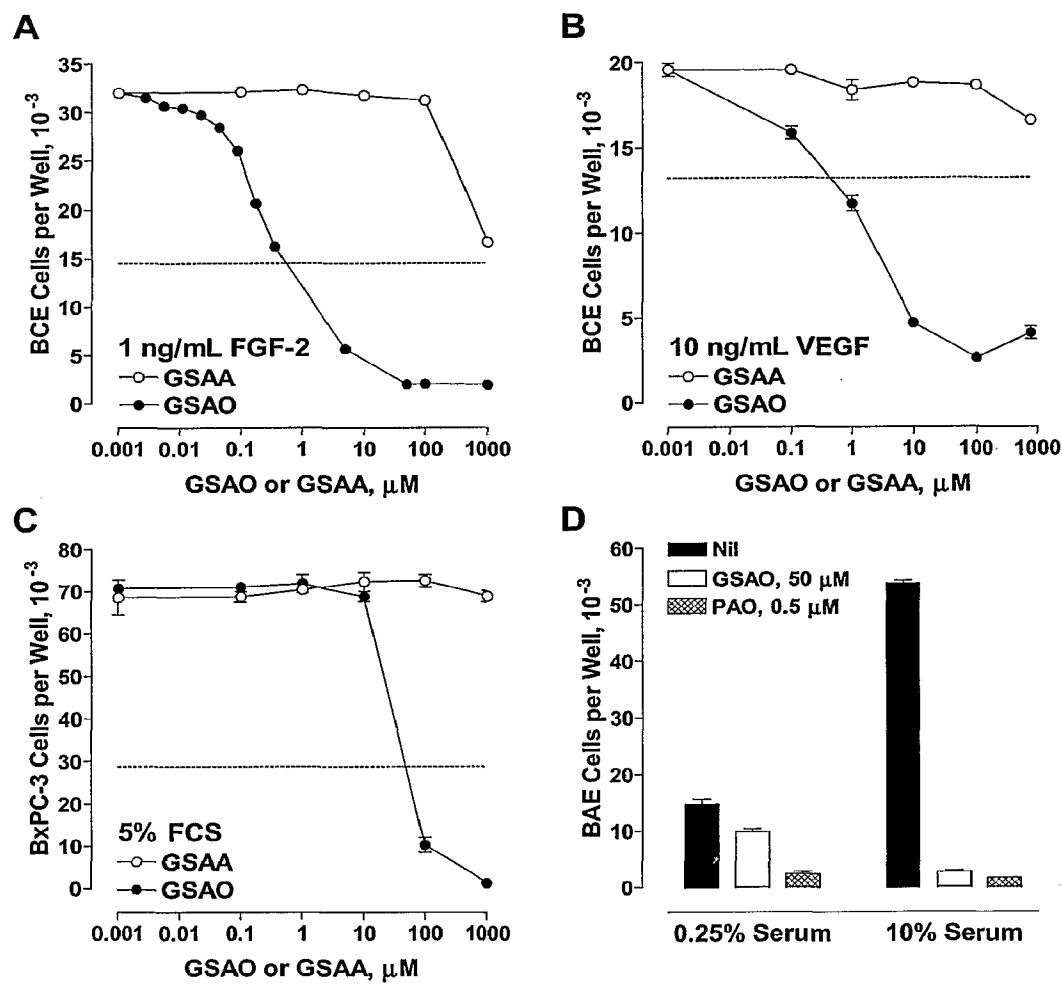 A
BCE Cells per Well, 10⁻³
35
30
25
20
15
10
5
0
1 ng/mL FGF-2
GSAA
GSAO
0.001 0.01 0.1 1 10 100 1000
GSAO or GSAA, µM
B
BCE Cells per Well, 10⁻³
20
15
10
5
0
10 ng/mL VEGF
GSAA
GSAO
0.001 0.01 0.1 1 10 100 1000
GSAO or GSAA, µM
C
BxPC-3 Cells per Well, 10⁻³
80
70
60
50
40
30
20
10
0
5% FCS
GSAA
GSAO
0.001 0.01 0.1 1 10 100 1000
GSAO or GSAA, µM
D
BAE Cells per Well, 10⁻³
60
50
40
30
20
10
0
Nil
GSAO, 50 µM
PAO, 0.5 µM
0.25% Serum 10% Serum